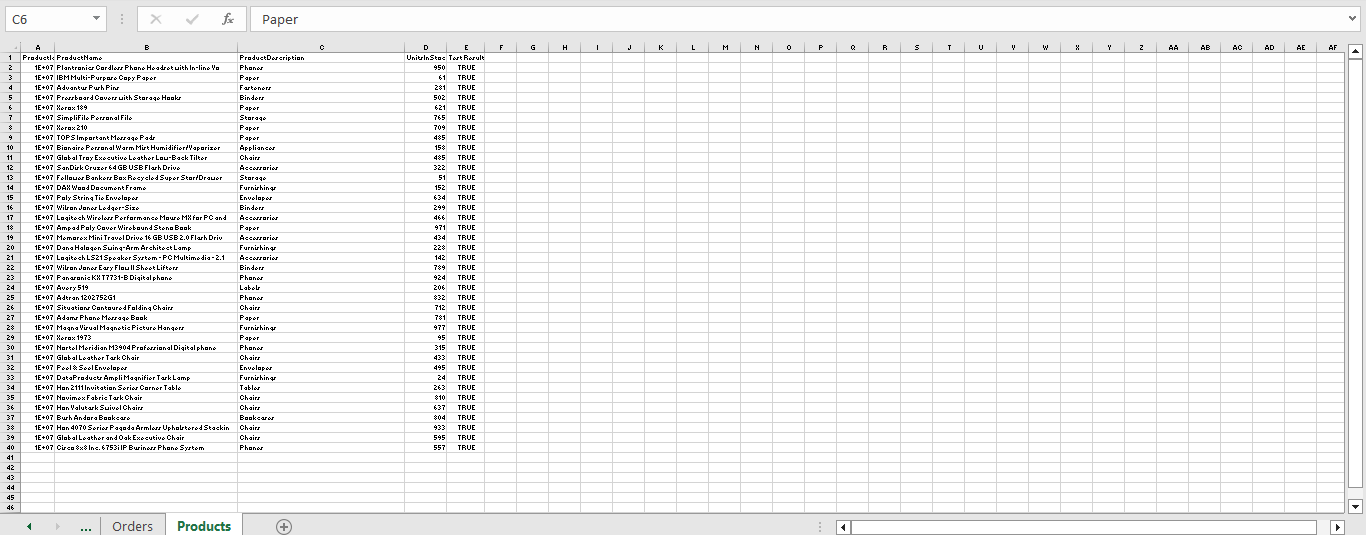 C6 fx Paper
A B C D E F G H I J K L M N O P Q R S T U V W X Y Z AA AB AC AD AE AF
1 ProductI ProductName ProductDescription UnitsInStoc Test Result
2 1E+07 Plantronics Cordless Phone Headset with In-line Vo Phones 950 TRUE
3 1E+07 IBM Multi-Purpose Copy Paper Paper 61 TRUE
4 1E+07 Advantus Push Pins Fasteners 281 TRUE
5 1E+07 Pressboard Covers with Storage Hooks Binders 502 TRUE
6 1E+07 Xerox 189 Paper 621 TRUE
7 1E+07 SimpliFile Personal File Storage 765 TRUE
8 1E+07 Xerox 210 Paper 709 TRUE
9 1E+07 TOPS Important Message Pads Paper 485 TRUE
10 1E+07 Bionaire Personal Warm Mist Humidifier/Vaporizer Appliances 158 TRUE
11 1E+07 Global Troy Executive Leather Low-Back Tilter Chairs 485 TRUE
12 1E+07 SanDisk Cruzer 64 GB USB Flash Drive Accessories 322 TRUE
13 1E+07 Fellowes Bankers Box Recycled Super Stor/Drawer Storage 51 TRUE
14 1E+07 DAX Wood Document Frame Furnishings 152 TRUE
15 1E+07 Poly String Tie Envelopes Envelopes 634 TRUE
16 1E+07 Wilson Jones Ledger-Size Binders 299 TRUE
17 1E+07 Logitech Wireless Performance Mouse MX for PC and Accessories 466 TRUE
18 1E+07 Ampad Poly Cover Wirebound Steno Book Paper 971 TRUE
19 1E+07 Memorex Mini Travel Drive 16 GB USB 2.0 Flash Driv Accessories 434 TRUE
20 1E+07 Dana Halogen Swing-Arm Architect Lamp Furnishings 228 TRUE
21 1E+07 Logitech LS21 Speaker System - PC Multimedia - 2.1 Accessories 142 TRUE
22 1E+07 Wilson Jones Easy Flow II Sheet Lifters Binders 789 TRUE
23 1E+07 Panasonic KX T7731-B Digital phone Phones 924 TRUE
24 1E+07 Avery 519 Labels 206 TRUE
25 1E+07 Adtran 1202752G1 Phones 832 TRUE
26 1E+07 Situations Contoured Folding Chairs Chairs 712 TRUE
27 1E+07 Adams Phone Message Book Paper 781 TRUE
28 1E+07 Magna Visual Magnetic Picture Hangers Furnishings 977 TRUE
29 1E+07 Xerox 1973 Paper 95 TRUE
30 1E+07 Nortel Meridian M3904 Professional Digital phone Phones 315 TRUE
31 1E+07 Global Leather Task Chair Chairs 433 TRUE
32 1E+07 Peel & Seel Envelopes Envelopes 495 TRUE
33 1E+07 DataProducts Ampli Magnifier Task Lamp Furnishings 24 TRUE
34 1E+07 Hon 2111 Invitation Series Corner Table Tables 263 TRUE
35 1E+07 Novimex Fabric Task Chair Chairs 810 TRUE
36 1E+07 Hon Valutask Swivel Chairs Chairs 637 TRUE
37 1E+07 Bush Andora Bookcase Bookcases 804 TRUE
38 1E+07 Hon 4070 Series Pagoda Armless Upholstered Stackin Chairs 933 TRUE
39 1E+07 Global Leather and Oak Executive Chair Chairs 595 TRUE
40 1E+07 Circa 8x8 Inc. 6753i IP Business Phone System Phones 557 TRUE
41
42
43
44
45
46
... Orders Products